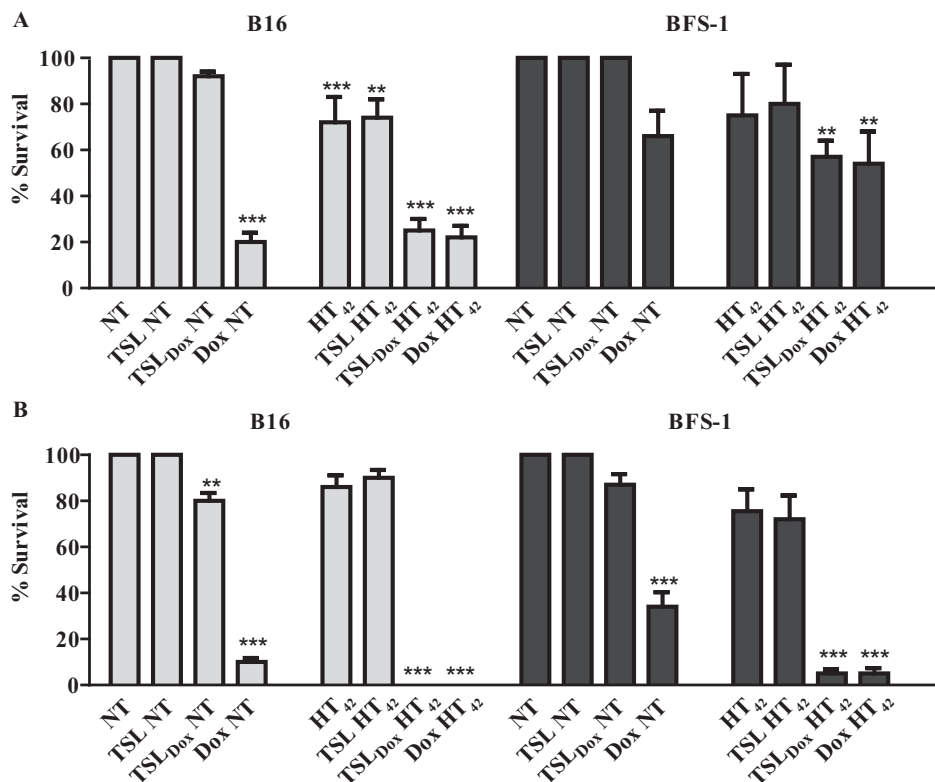 A
B16
BFS-1
% Survival
100
80
60
40
20
0
***
***
**
***
***
**
**
NT
TSL NT
TSLDox NT
Dox NT
HT 42
TSL HT 42
TSLDox HT 42
Dox HT 42
NT
TSL NT
TSLDox NT
Dox NT
HT 42
TSL HT 42
TSLDox HT 42
Dox HT 42
B
B16
BFS-1
% Survival
100
80
60
40
20
0
**
***
***
***
***
***
***
NT
TSL NT
TSLDox NT
Dox NT
HT 42
TSL HT 42
TSLDox HT 42
Dox HT 42
NT
TSL NT
TSLDox NT
Dox NT
HT 42
TSL HT 42
TSLDox HT 42
Dox HT 42